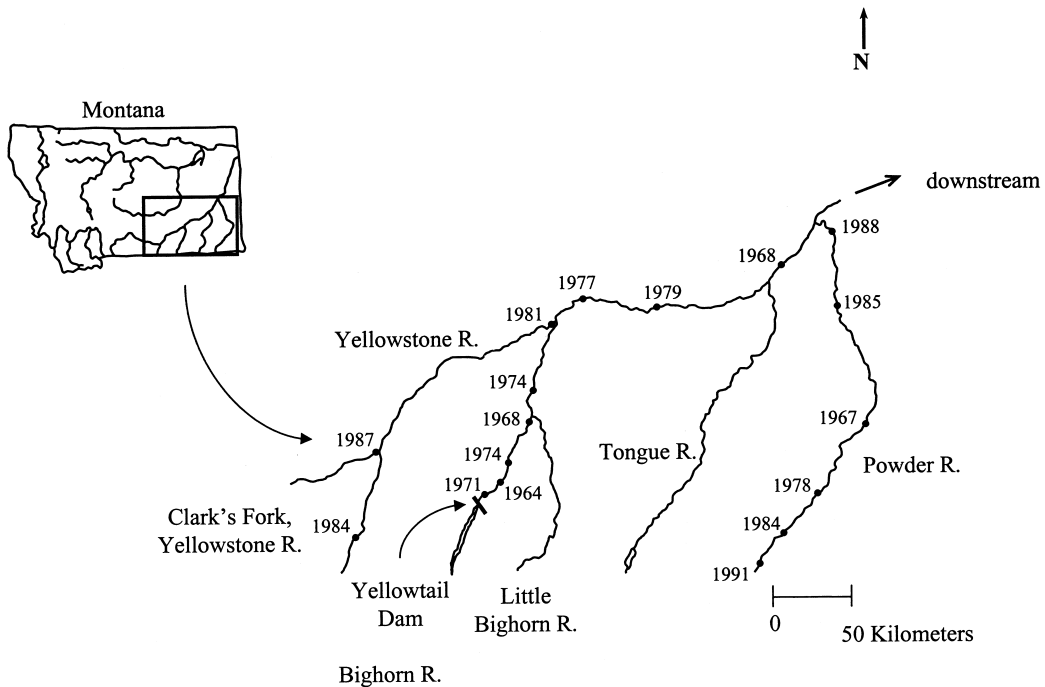 N
Montana
downstream
1988
1968
1977
1979
1985
1981
Yellowstone R.
1974
1968
1967
1987
1974
Tongue R.
Powder R.
1971
1964
1978
Clark's Fork,
Yellowstone R.
1984
1984
1991
Yellowtail
Dam
Little
Bighorn R.
0
50 Kilometers
Bighorn R.